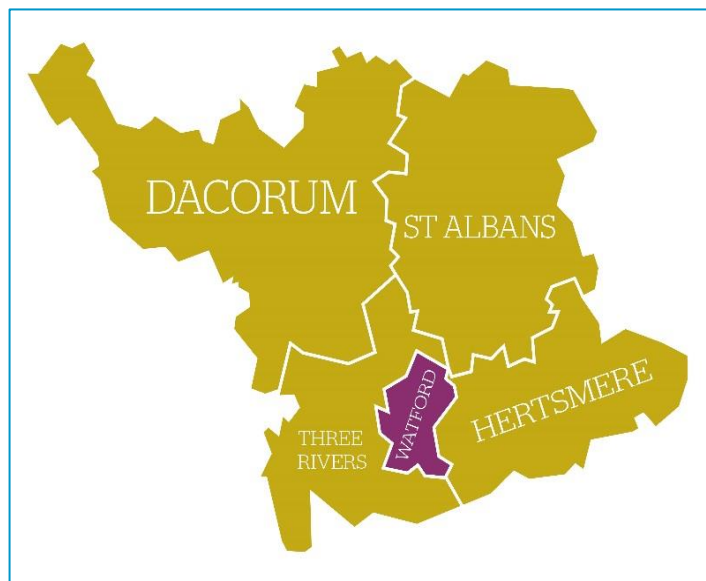 DACORUM
ST ALBANS
HERTSMERE
WATFORD
THREE
RIVERS